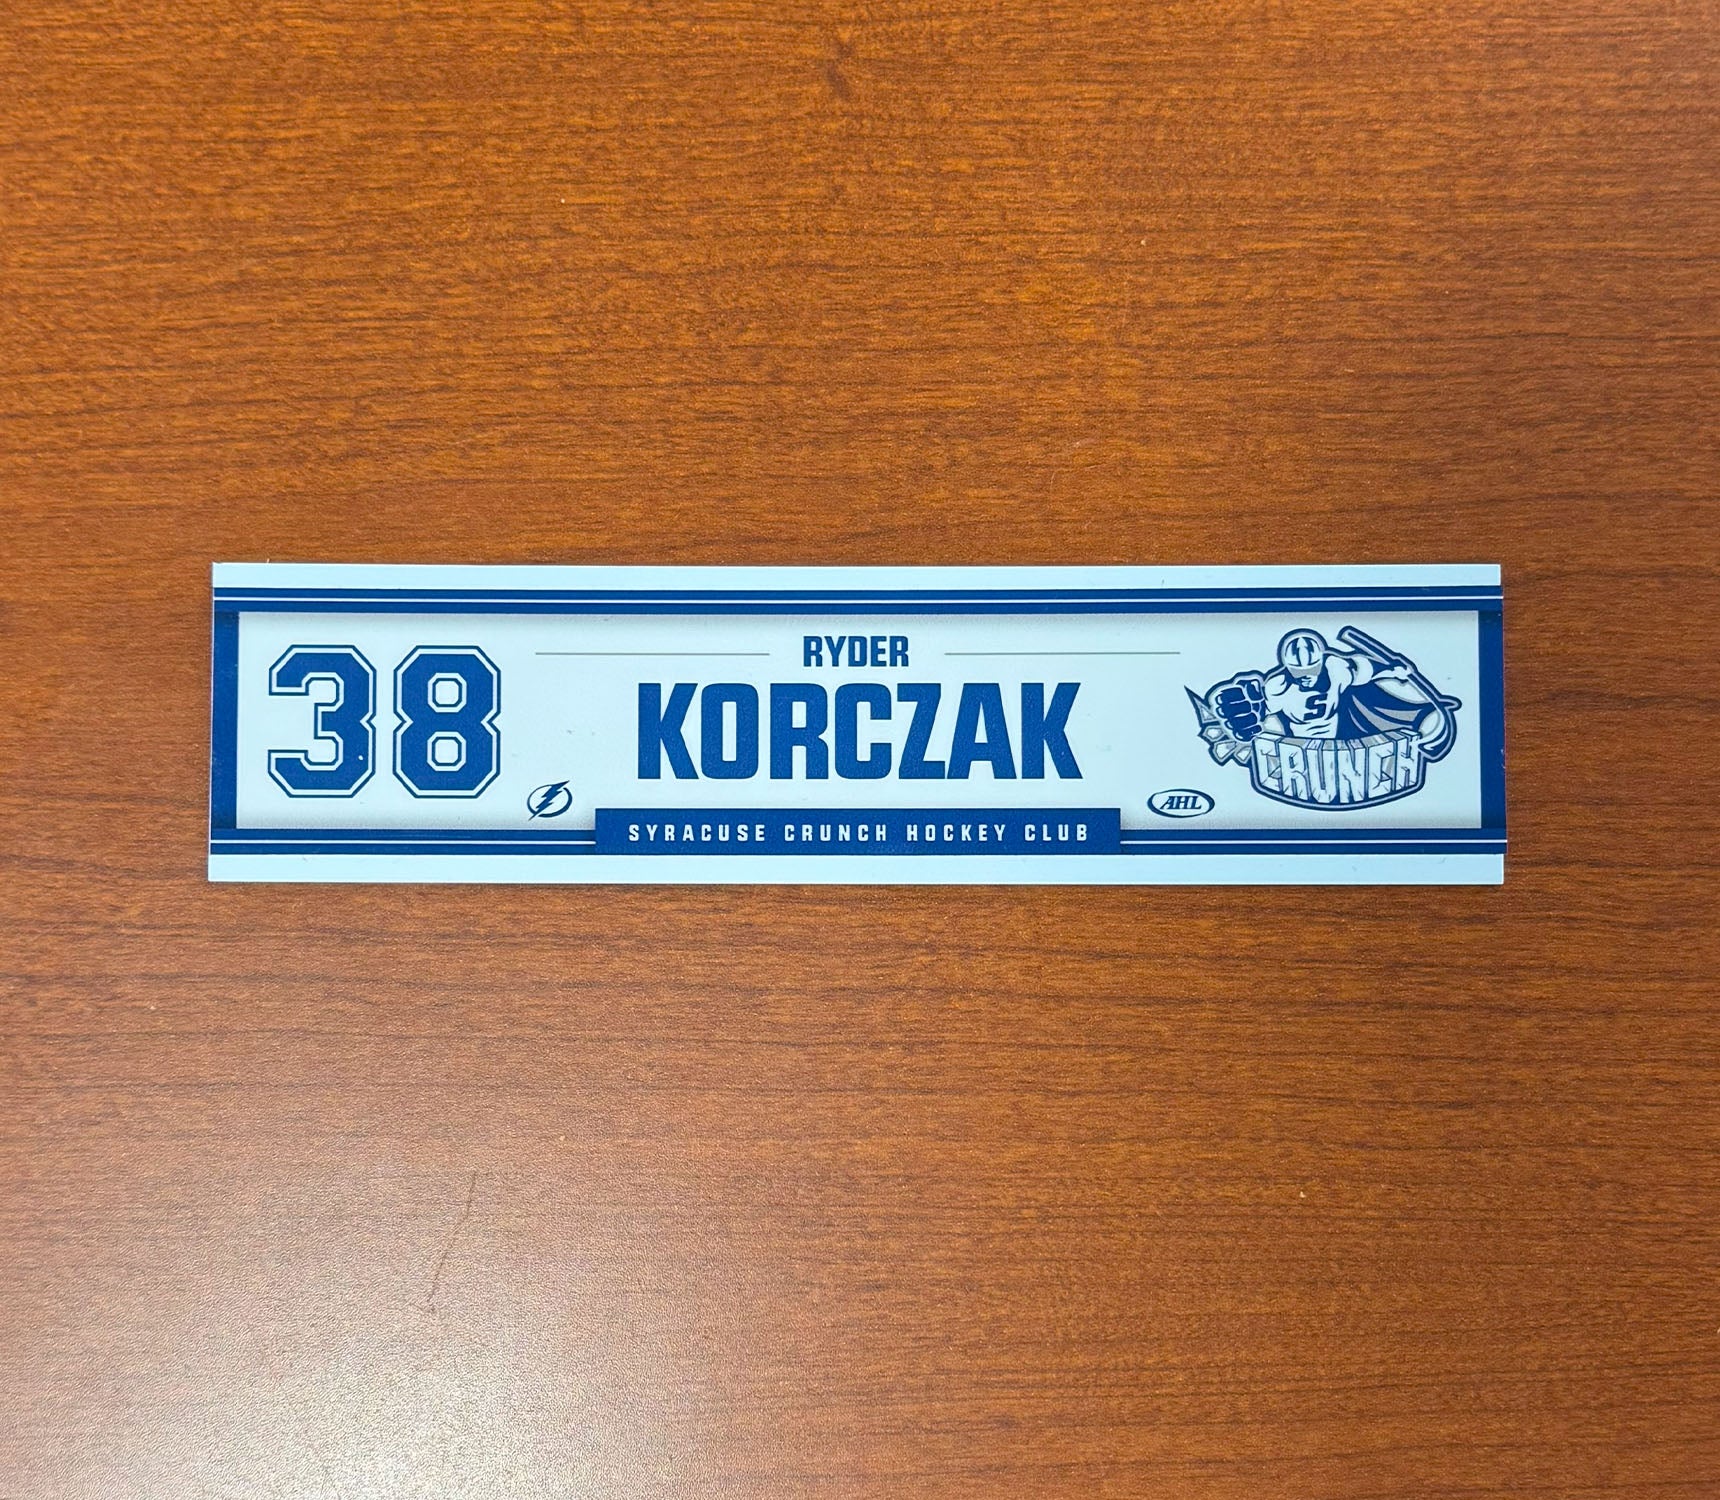 38
RYDER
KORCZAK
S
CRUNCH
AHL
SYRACUSE CRUNCH HOCKEY CLUB